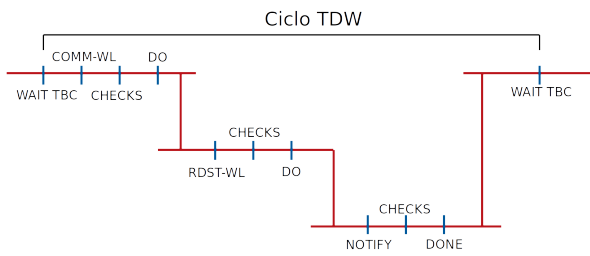 Ciclo TDW
COMM-WL
DO
WAIT TBC
CHECKS
WAIT TBC
CHECKS
RDST-WL
DO
CHECKS
NOTIFY
DONE